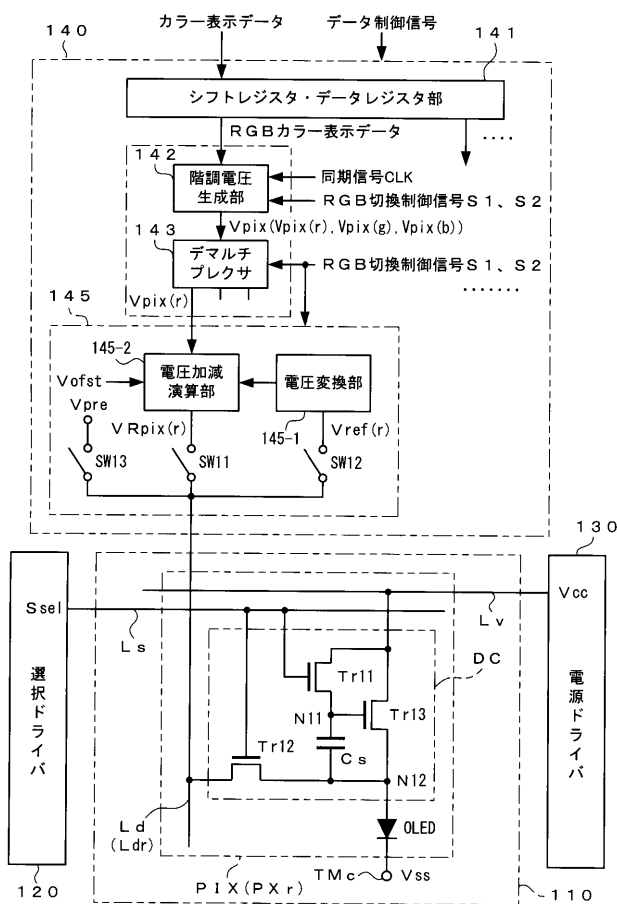 カラー表示データ
データ制御信号
140
141
シフトレジスタ・データレジスタ部
RGBカラー表示データ
‥‥
142
階調電圧
生成部
同期信号CLK
RGB切換制御信号S1、S2
Vpix(Vpix(r),Vpix(g),Vpix(b))
143
デマルチ
プレクサ
RGB切換制御信号S1、S2
‥‥‥‥
145
Vpix(r)
145-2
電圧加減
演算部
電圧変換部
Vofst
Vpre
VRpix(r)
145-1
Vref(r)
SW13
SW11
SW12
130
Ssel
Vcc
Ls
Lv
DC
Tr11
N11
Tr13
Tr12
Cs
N12
選択ドライバ
電源ドライバ
Ld
(Ldr)
OLED
TMc
Vss
120
PIX(PXr)
110